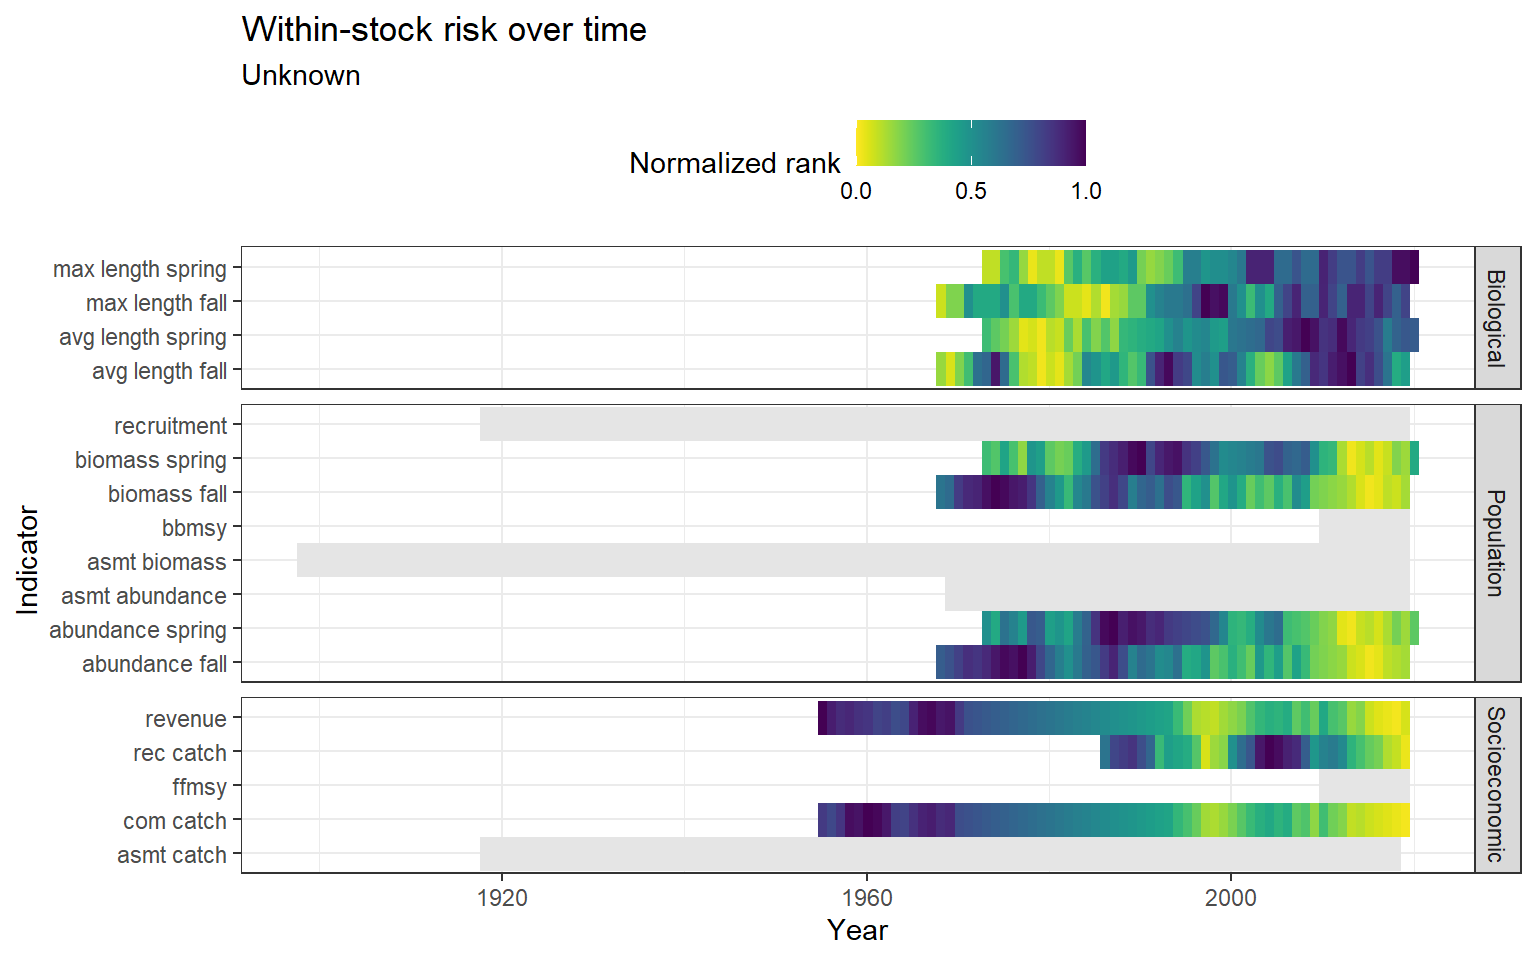 Within-stock risk over time
Unknown
Normalized rank
0.0 0.5 1.0
Indicator
max length spring
max length fall
avg length spring
avg length fall
Biological
recruitment
biomass spring
biomass fall
bbmsy
asmt biomass
asmt abundance
abundance spring
abundance fall
Population
revenue
rec catch
ffmsy
com catch
asmt catch
Socioeconomic
1920 1960 2000
Year